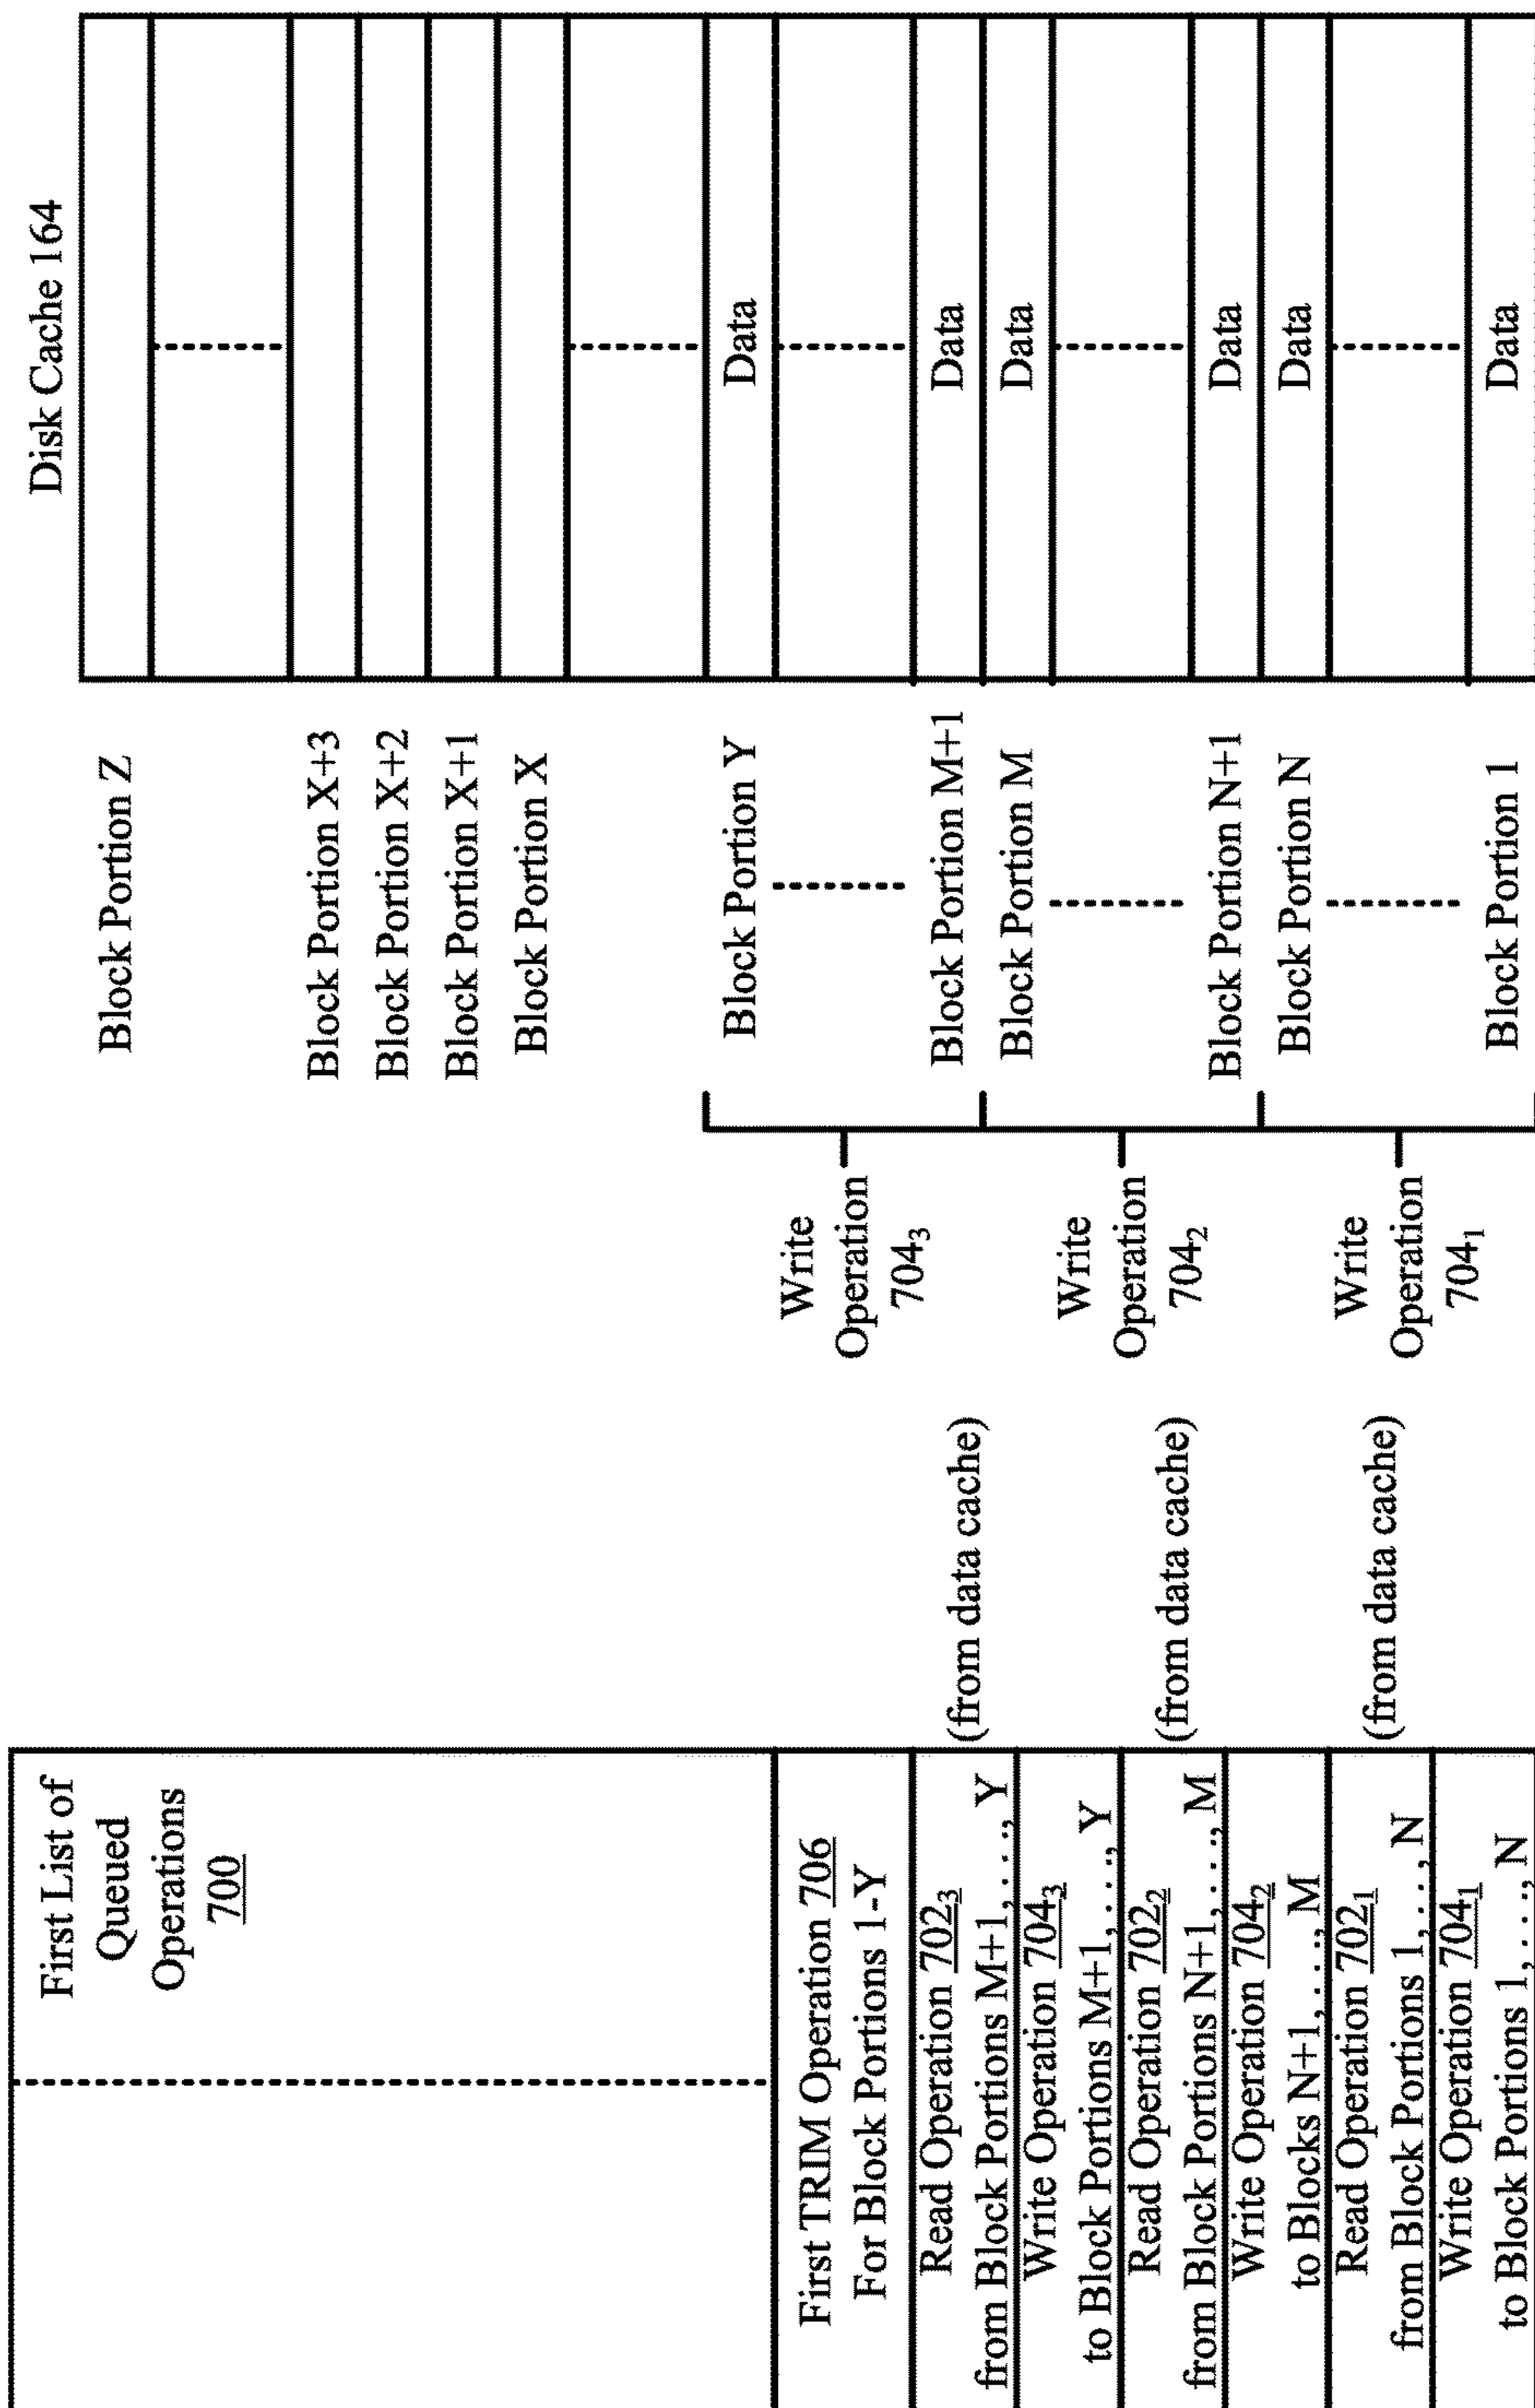 First List of
Queued
Operations
700
First TRIM Operation 706
For Block Portions 1-Y
Read Operation 702₃
from Block Portions M+1,. . ., Y
(from data cache)
Write Operation 704₃
to Block Portions M+1,. . ., Y
Read Operation 702₂
from Block Portions N+1,. . ., M
(from data cache)
Write Operation 704₂
to Blocks N+1,. . ., M
Read Operation 702₁
from Block Portions 1,. . ., N
(from data cache)
Write Operation 704₁
to Block Portions 1,. . ., N
Write
Operation
704₃
Write
Operation
704₂
Write
Operation
704₁
Block Portion Z
Block Portion X+3
Block Portion X+2
Block Portion X+1
Block Portion X
Block Portion Y
Block Portion M+1
Block Portion M
Block Portion N+1
Block Portion N
Block Portion 1
Disk Cache 164
Data
Data
Data
Data
Data
Data